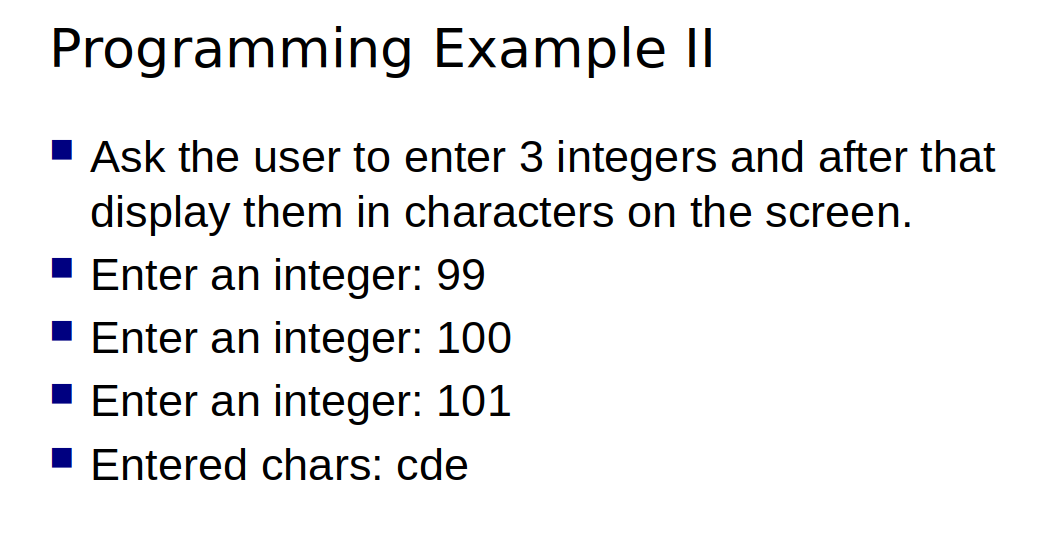 Programming Example II
Ask the user to enter 3 integers and after that
display them in characters on the screen.
Enter an integer: 99
Enter an integer: 100
Enter an integer: 101
Entered chars: cde